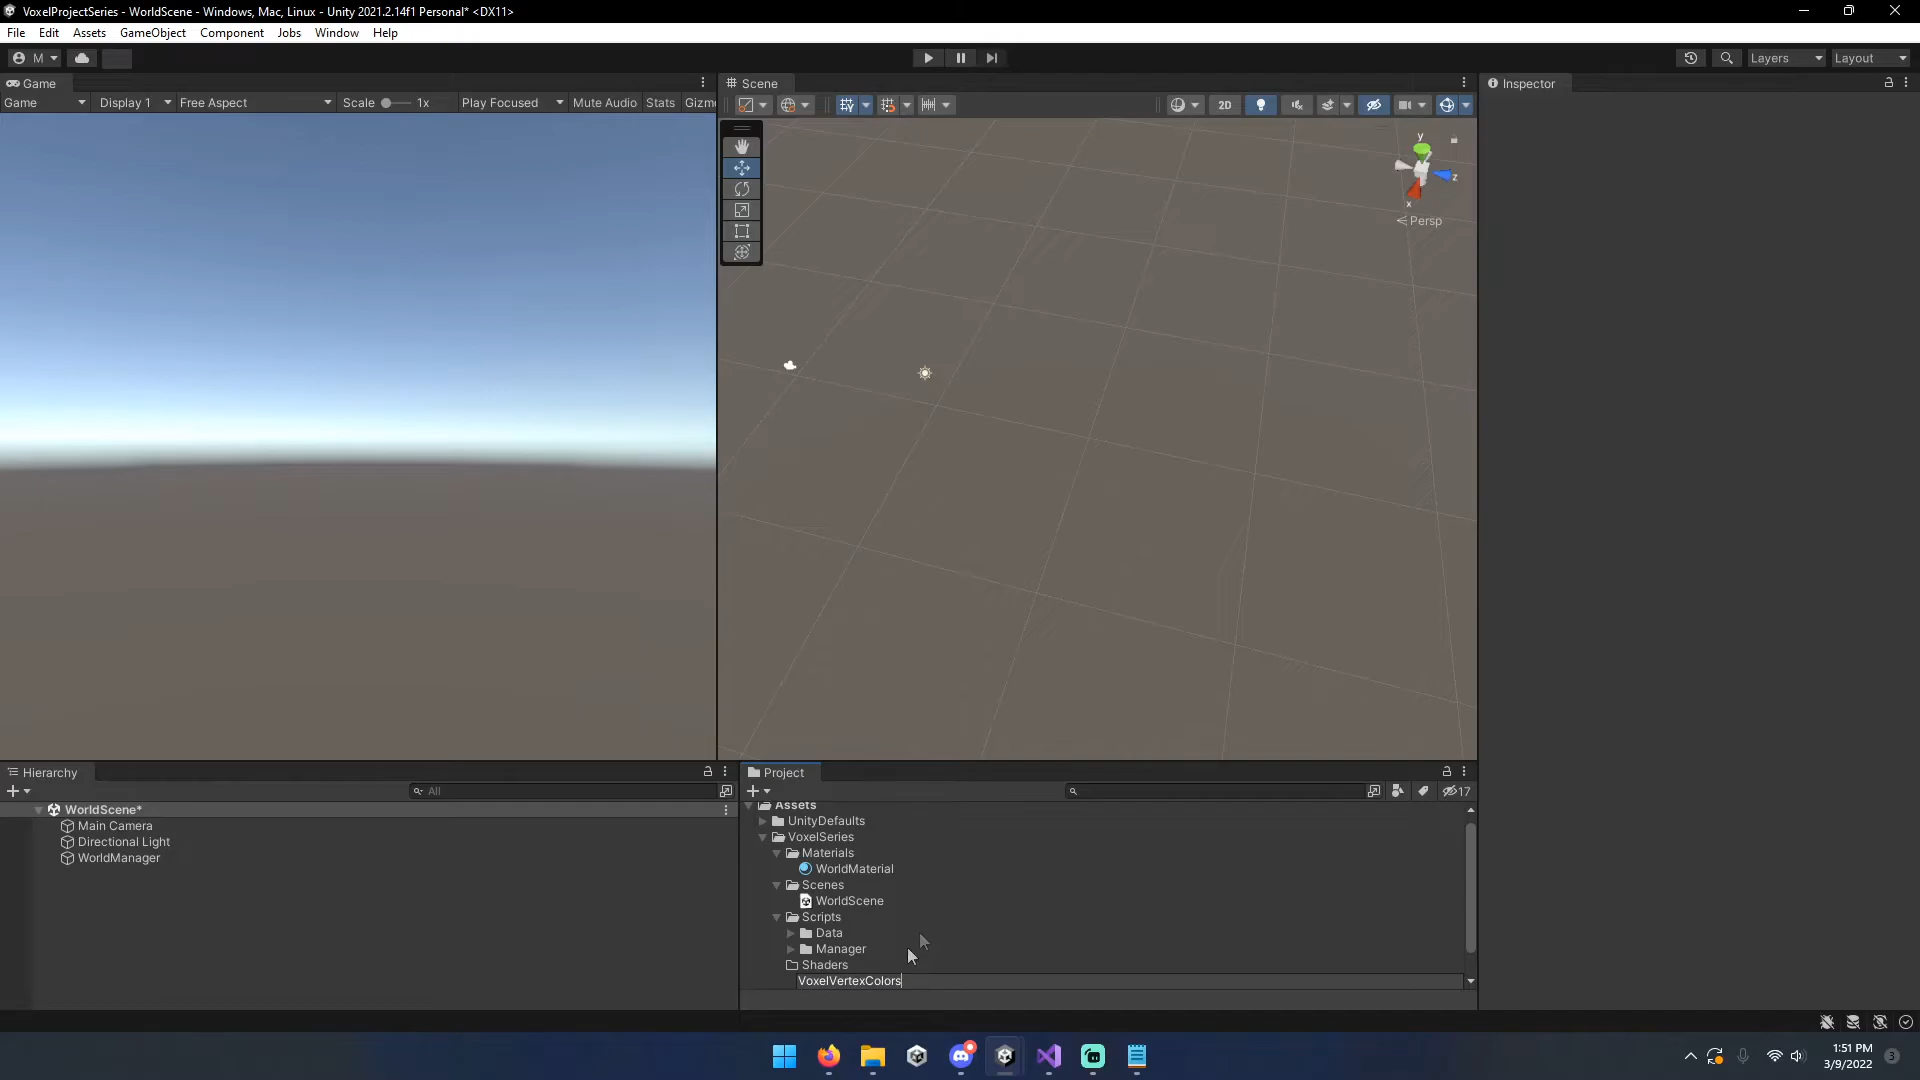 VoxelProjectSeries - WorldScene - Windows, Mac, Linux - Unity 2021.2.14f1 Personal* <DX11>
File Edit Assets GameObject Component Jobs Window Help
M Layers Layout
Game
Game Display 1 Free Aspect Scale 1x Play Focused Mute Audio Stats Gizm
Scene
2D
y
z
x
Persp
Inspector
Hierarchy
All
WorldScene*
Main Camera
Directional Light
WorldManager
Project
17
Assets
UnityDefaults
VoxelSeries
Materials
WorldMaterial
Scenes
WorldScene
Scripts
Data
Manager
Shaders
VoxelVertexColors
1:51 PM
3/9/2022
3